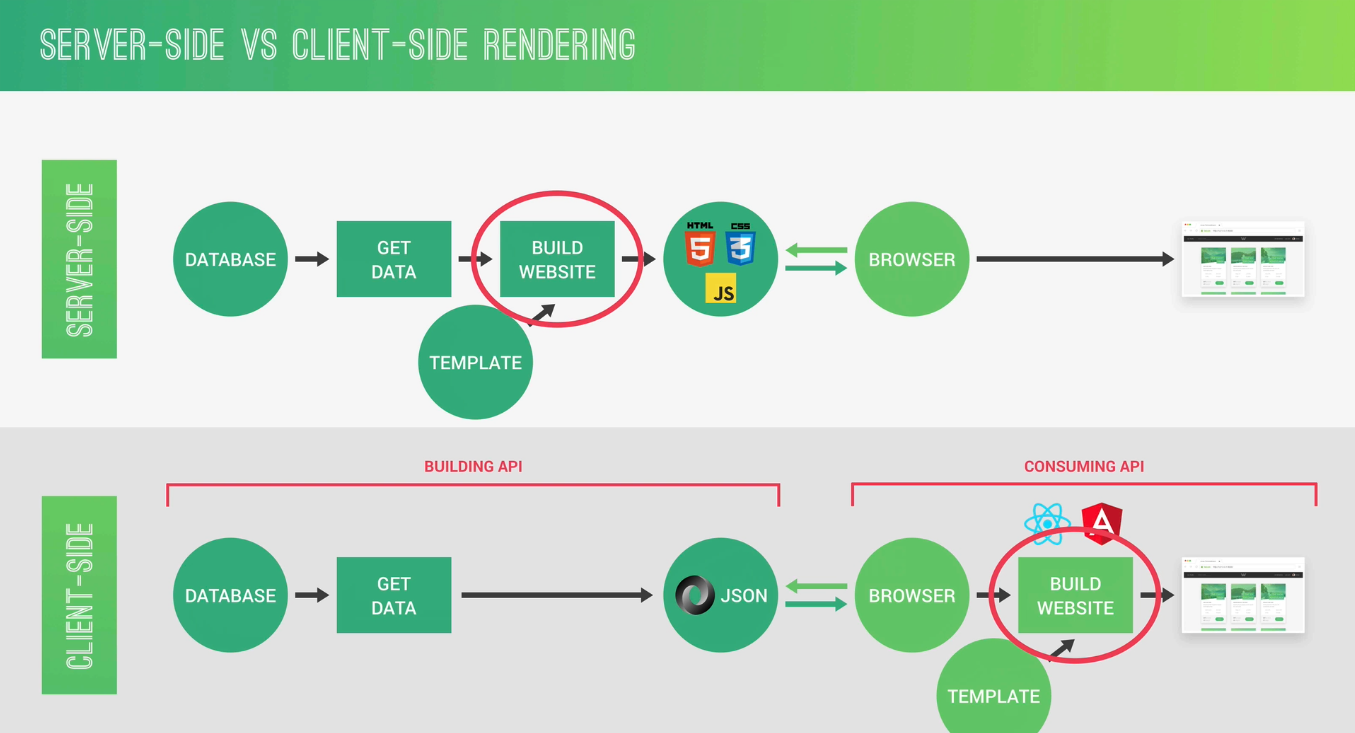 SERVER-SIDE VS CLIENT-SIDE RENDERING
SERVER-SIDE
DATABASE
GET
DATA
BUILD
WEBSITE
TEMPLATE
HTML
5
CSS
3
JS
BROWSER
BUILDING API
CONSUMING API
CLIENT-SIDE
DATABASE
GET
DATA
JSON
BROWSER
A
BUILD
WEBSITE
TEMPLATE